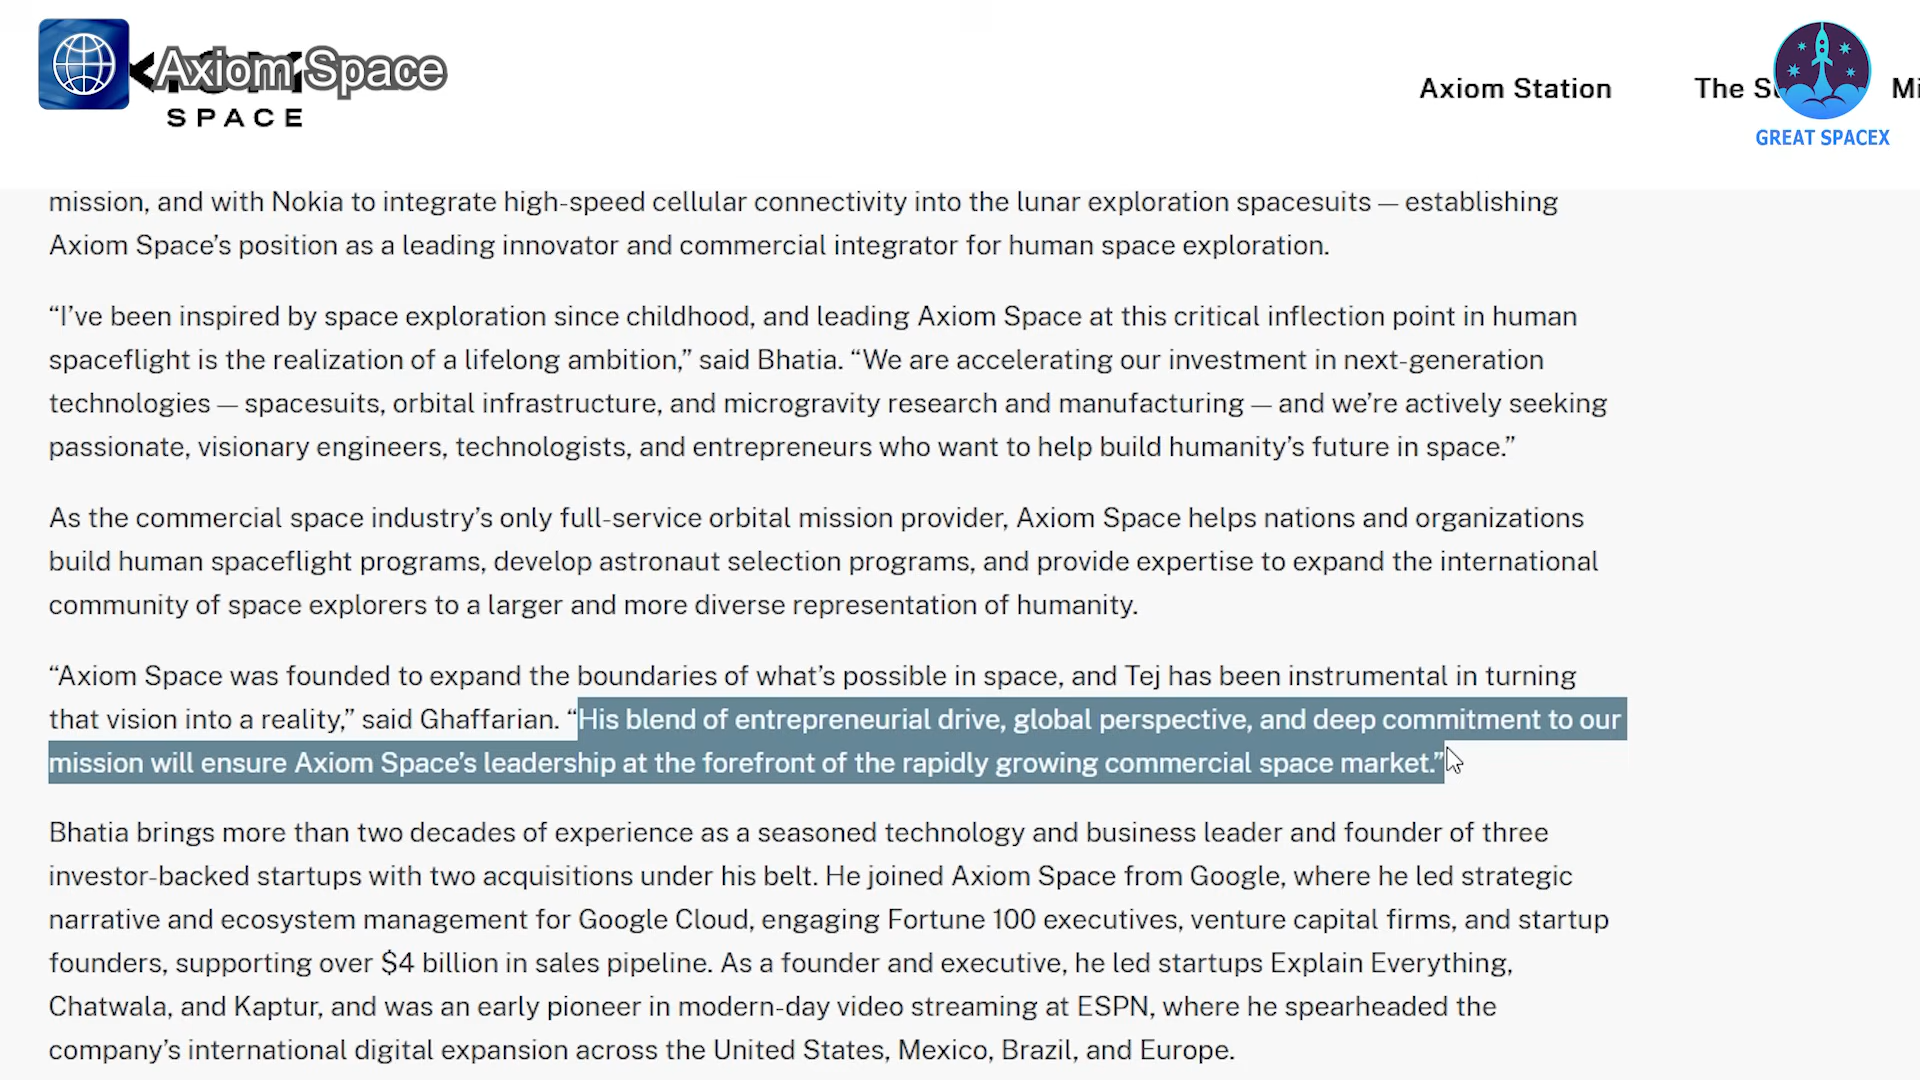 Axiom Space
SPACE
Axiom Station
The S
Mi
GREAT SPACEX
mission, and with Nokia to integrate high-speed cellular connectivity into the lunar exploration spacesuits — establishing
Axiom Space’s position as a leading innovator and commercial integrator for human space exploration.
“I’ve been inspired by space exploration since childhood, and leading Axiom Space at this critical inflection point in human
spaceflight is the realization of a lifelong ambition,” said Bhatia. “We are accelerating our investment in next-generation
technologies — spacesuits, orbital infrastructure, and microgravity research and manufacturing — and we’re actively seeking
passionate, visionary engineers, technologists, and entrepreneurs who want to help build humanity’s future in space.”
As the commercial space industry’s only full-service orbital mission provider, Axiom Space helps nations and organizations
build human spaceflight programs, develop astronaut selection programs, and provide expertise to expand the international
community of space explorers to a larger and more diverse representation of humanity.
“Axiom Space was founded to expand the boundaries of what’s possible in space, and Tej has been instrumental in turning
that vision into a reality,” said Ghaffarian. “His blend of entrepreneurial drive, global perspective, and deep commitment to our
mission will ensure Axiom Space’s leadership at the forefront of the rapidly growing commercial space market.”
Bhatia brings more than two decades of experience as a seasoned technology and business leader and founder of three
investor-backed startups with two acquisitions under his belt. He joined Axiom Space from Google, where he led strategic
narrative and ecosystem management for Google Cloud, engaging Fortune 100 executives, venture capital firms, and startup
founders, supporting over $4 billion in sales pipeline. As a founder and executive, he led startups Explain Everything,
Chatwala, and Kaptur, and was an early pioneer in modern-day video streaming at ESPN, where he spearheaded the
company’s international digital expansion across the United States, Mexico, Brazil, and Europe.